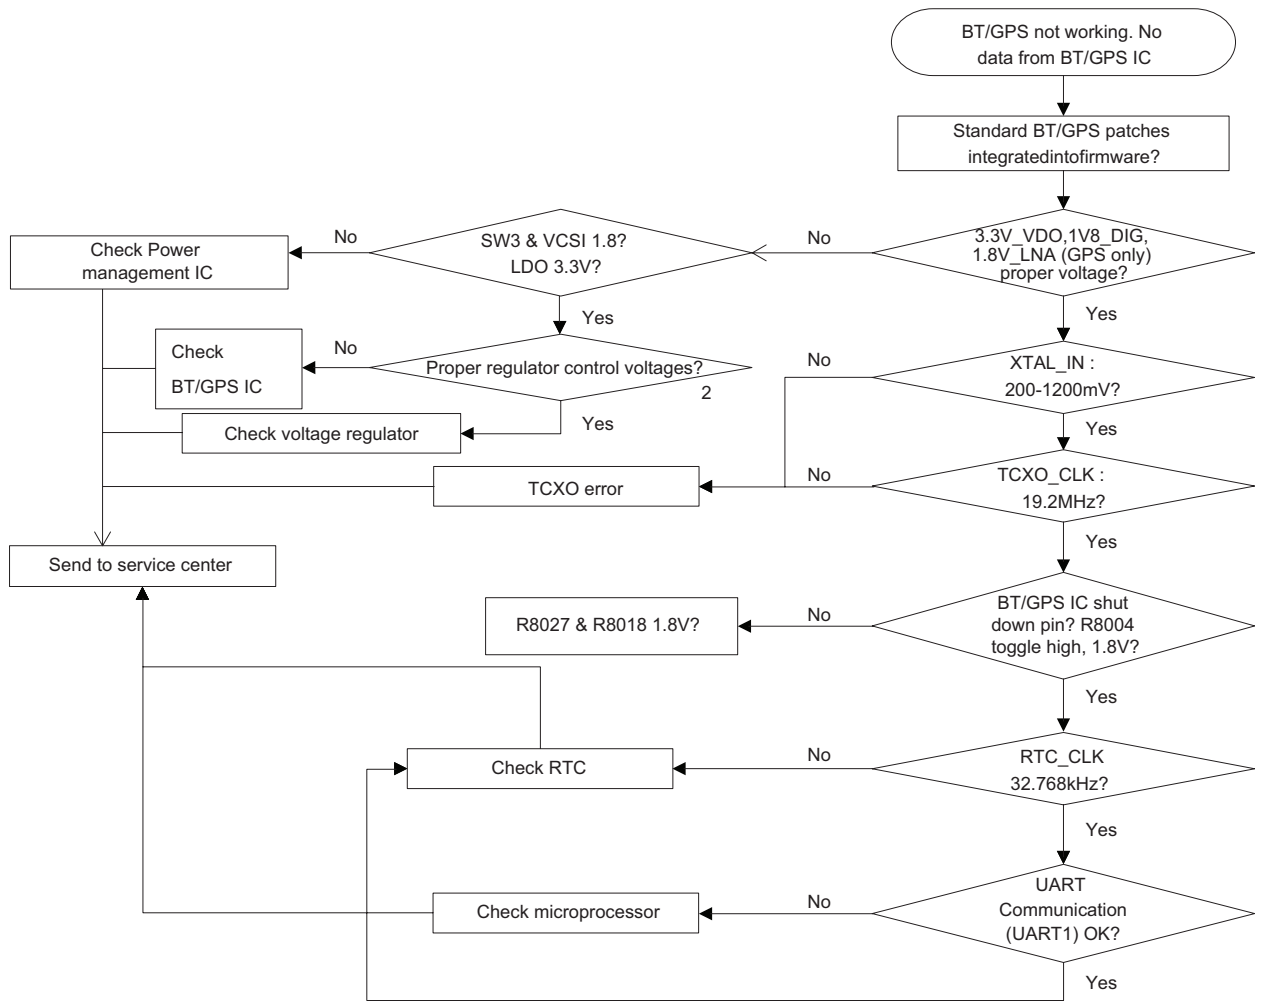 BT/GPS not working. No
data from BT/GPS IC
Standard BT/GPS patches
integratedintofirmware?
3.3V_VDO,1V8_DIG,
1.8V_LNA (GPS only)
proper voltage?
No
SW3 & VCSI 1.8?
LDO 3.3V?
No
Check Power
management IC
Yes
Yes
Proper regulator control voltages?
2
No
Check
BT/GPS IC
Yes
Check voltage regulator
XTAL_IN :
200-1200mV?
No
Yes
TCXO_CLK :
19.2MHz?
No
TCXO error
Yes
Send to service center
BT/GPS IC shut
down pin? R8004
toggle high, 1.8V?
No
R8027 & R8018 1.8V?
Yes
RTC_CLK
32.768kHz?
No
Check RTC
Yes
UART
Communication
(UART1) OK?
No
Check microprocessor
Yes